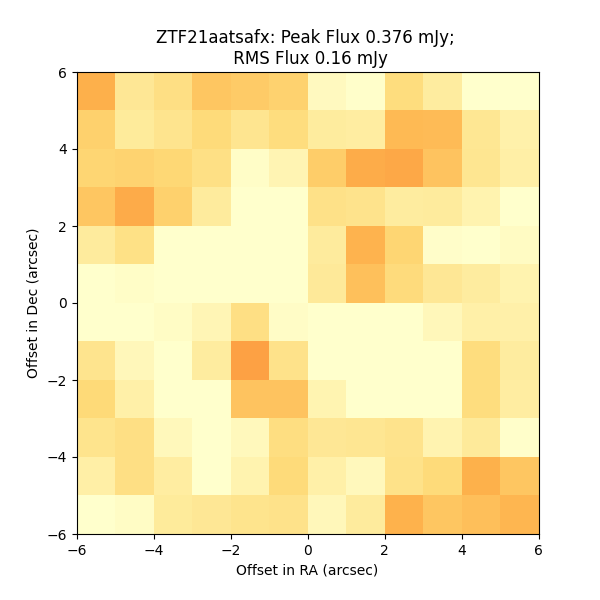 ZTF21aatsafx: Peak Flux 0.376 mJy;
RMS Flux 0.16 mJy
6
4
2
0
−2
−4
−6
Offset in Dec (arcsec)
−6 −4 −2 0 2 4 6
Offset in RA (arcsec)